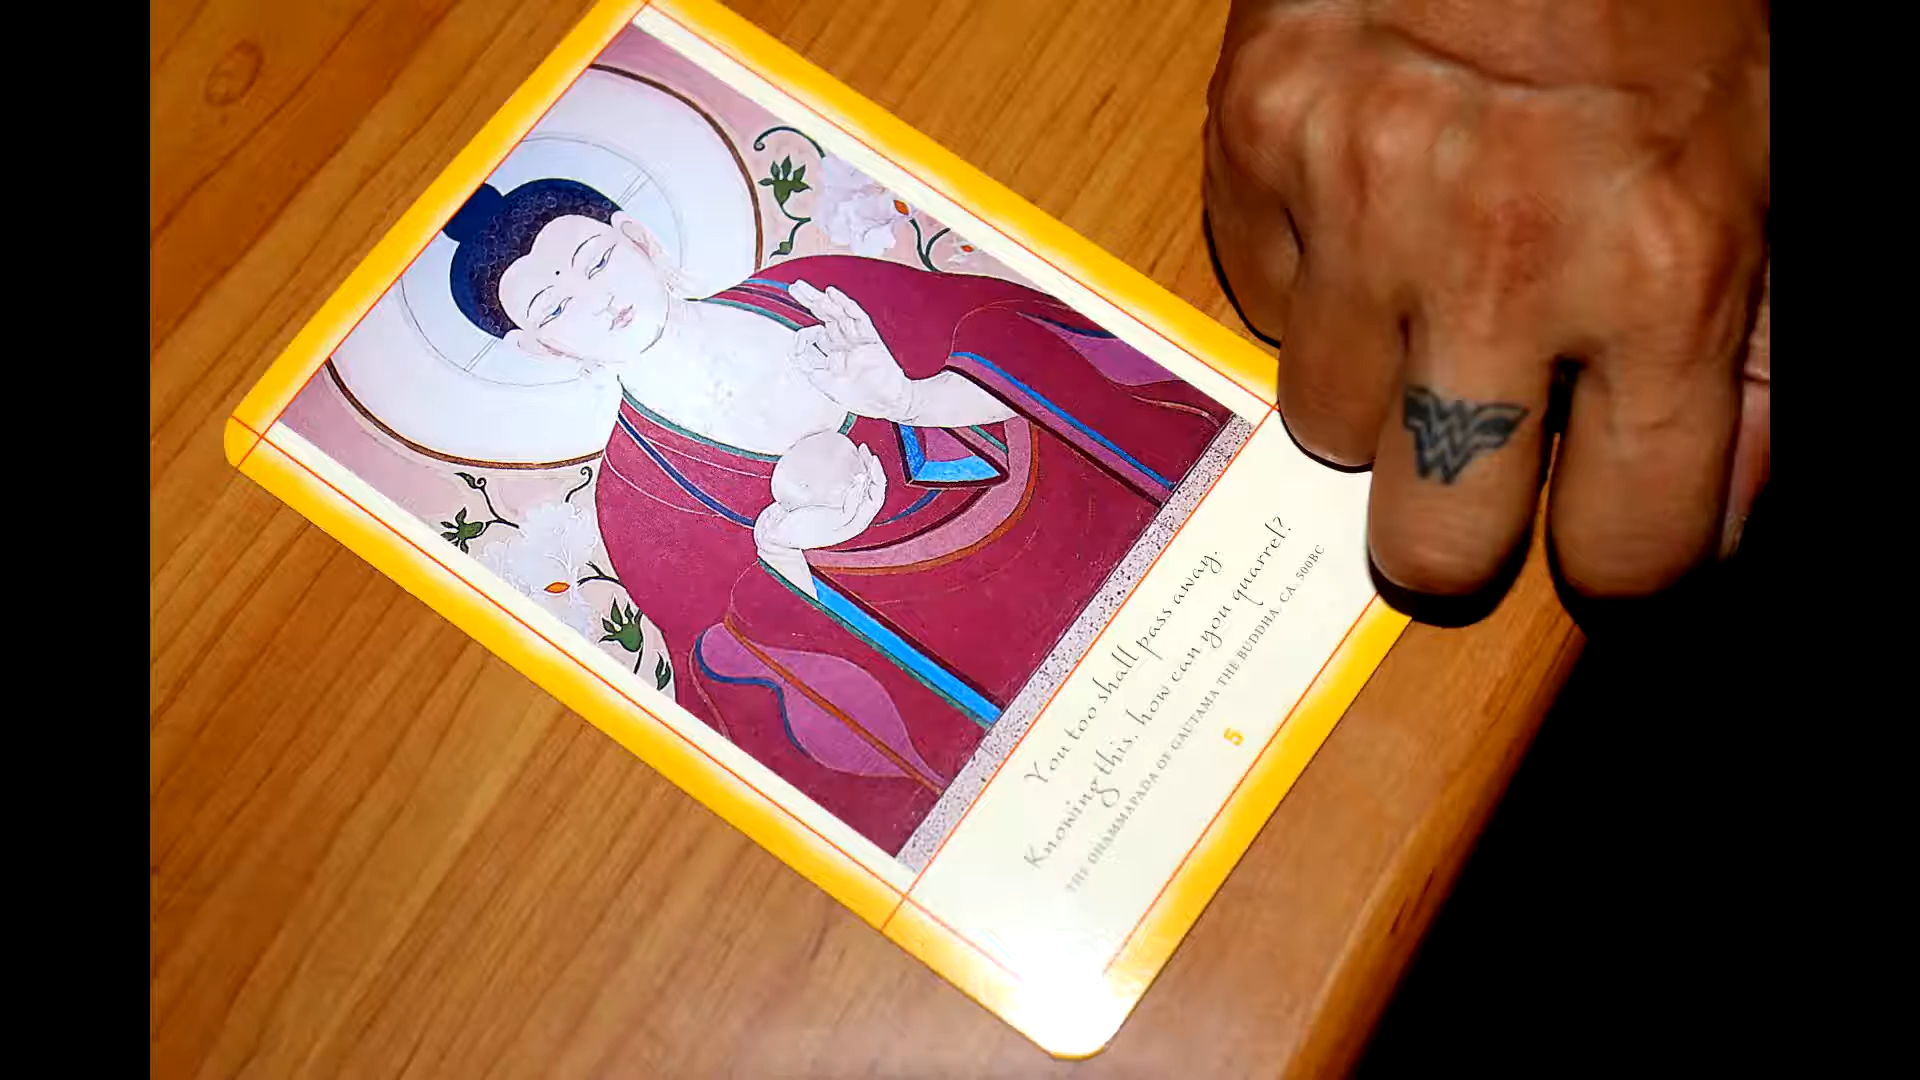 You too shall pass away.
Knowing this, how can you quarrel?
THE DHAMMAPADA OF GAUTAMA THE BUDDHA, CA. 500BC
5